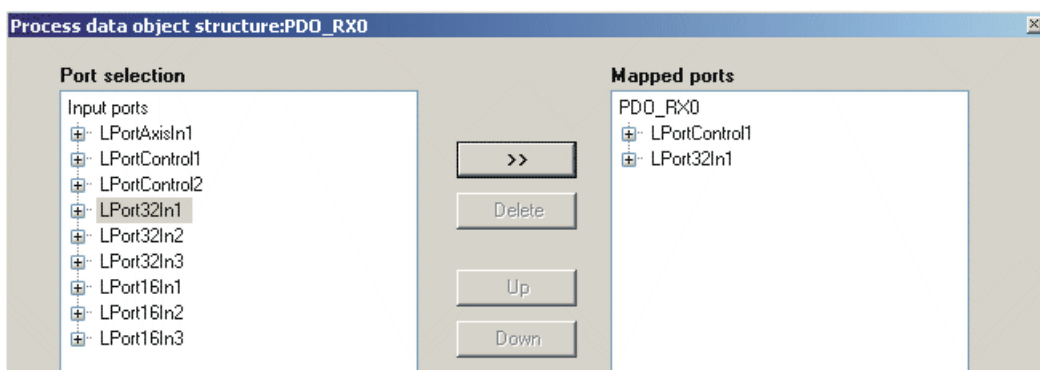 Process data object structure:PDO_RX0
Port selection
Input ports
LPortAxisIn1
LPortControl1
LPortControl2
LPort32In1
LPort32In2
LPort32In3
LPort16In1
LPort16In2
LPort16In3
>>
Delete
Up
Down
Mapped ports
PDO_RX0
LPortControl1
LPort32In1